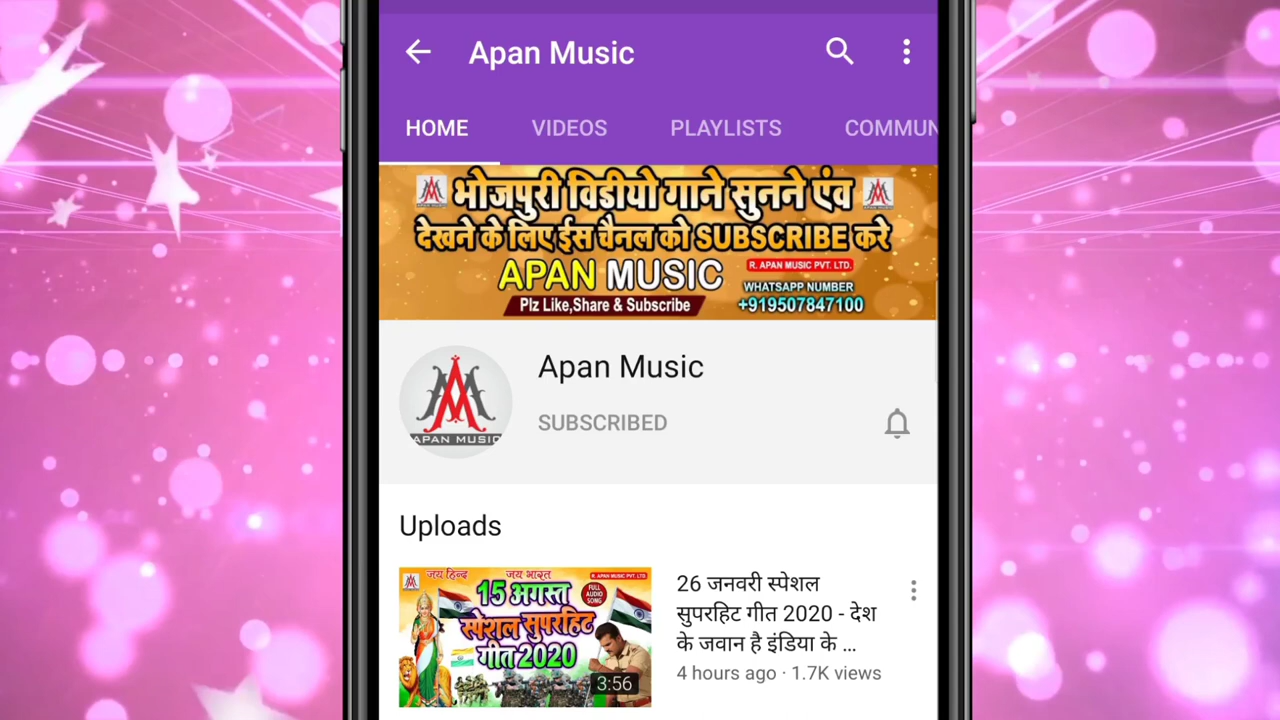 Apan Music
HOME VIDEOS PLAYLISTS COMMUN
भोजपुरी विडीयो गाने सुनने एंव
देखने के लिए ईस चैनल को SUBSCRIBE करे
APAN MUSIC
R. APAN MUSIC PVT. LTD.
Plz Like,Share & Subscribe
WHATSAPP NUMBER
+919507847100
APAN MUSIC
Apan Music
SUBSCRIBED
Uploads
जय हिन्द जय भारत
R. APAN MUSIC PVT. LTD
15 अगस्त
FULL
AUDIO
SONG
स्पेशल सुपरहिट
गीत 2020
3:56
26 जनवरी स्पेशल
सुपरहिट गीत 2020 - देश
के जवान है इंडिया के ...
4 hours ago · 1.7K views